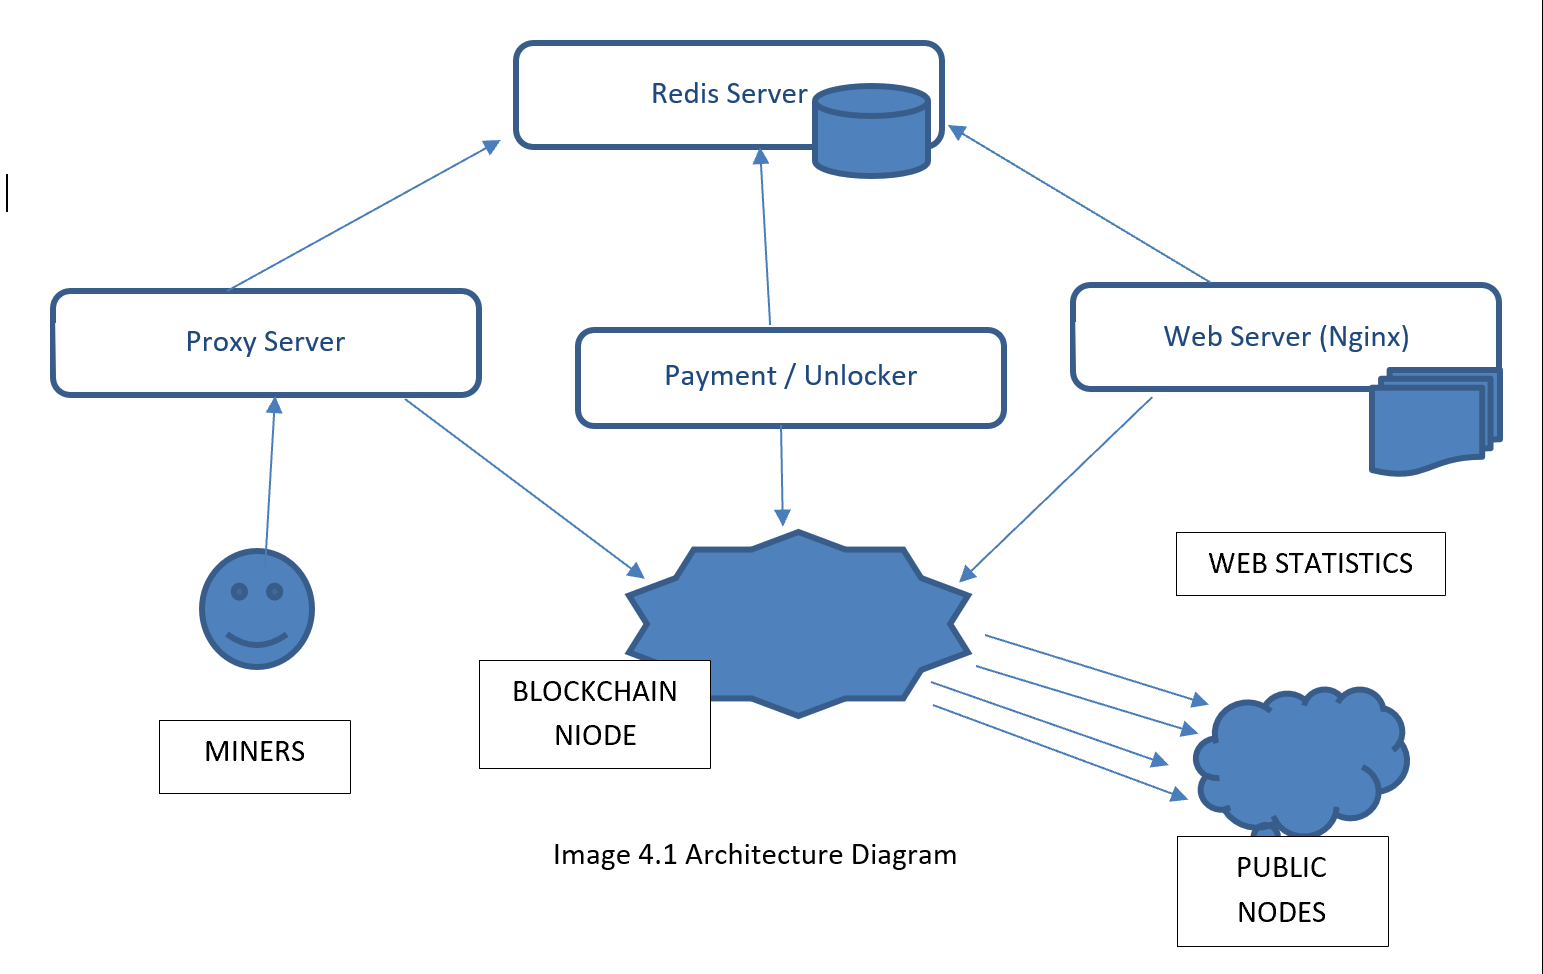 Redis Server
Proxy Server
Payment / Unlocker
Web Server (Nginx)
WEB STATISTICS
BLOCKCHAIN
NIODE
MINERS
Image 4.1 Architecture Diagram
PUBLIC
NODES